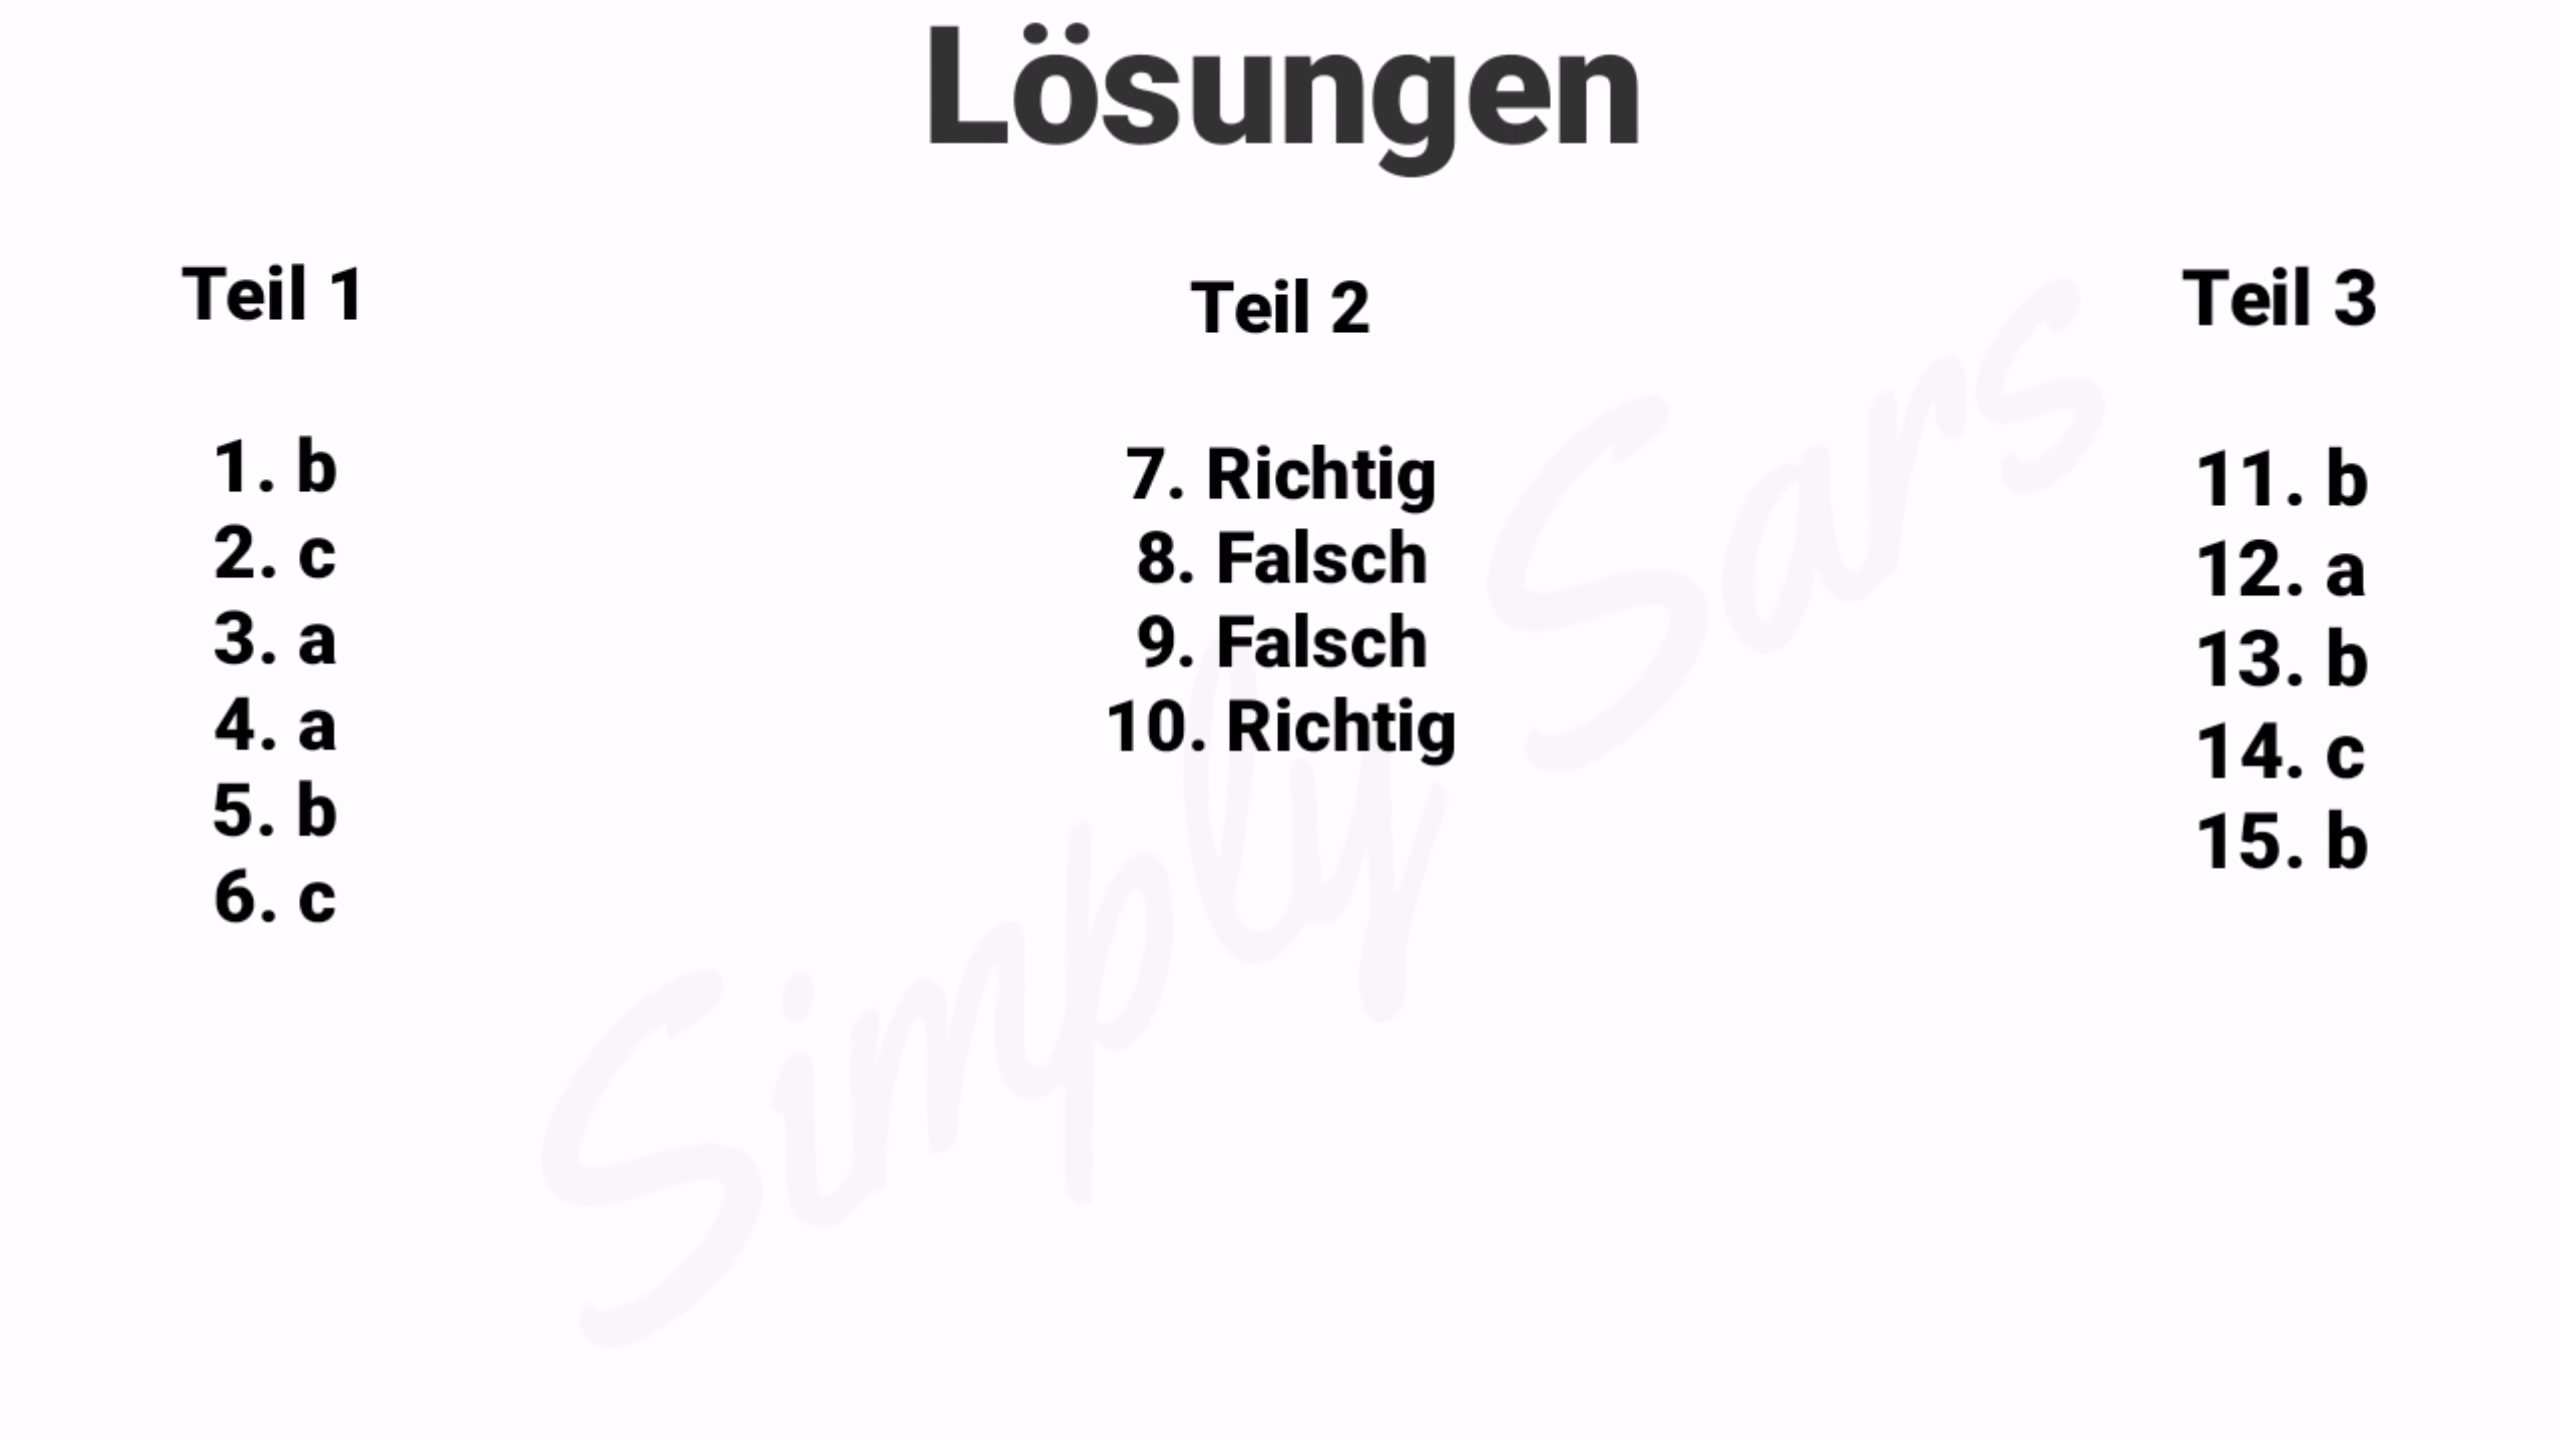 Lösungen
Teil 1
1. b
2. c
3. a
4. a
5. b
6. c
Teil 2
7. Richtig
8. Falsch
9. Falsch
10. Richtig
Teil 3
11. b
12. a
13. b
14. c
15. b
Simply Sars